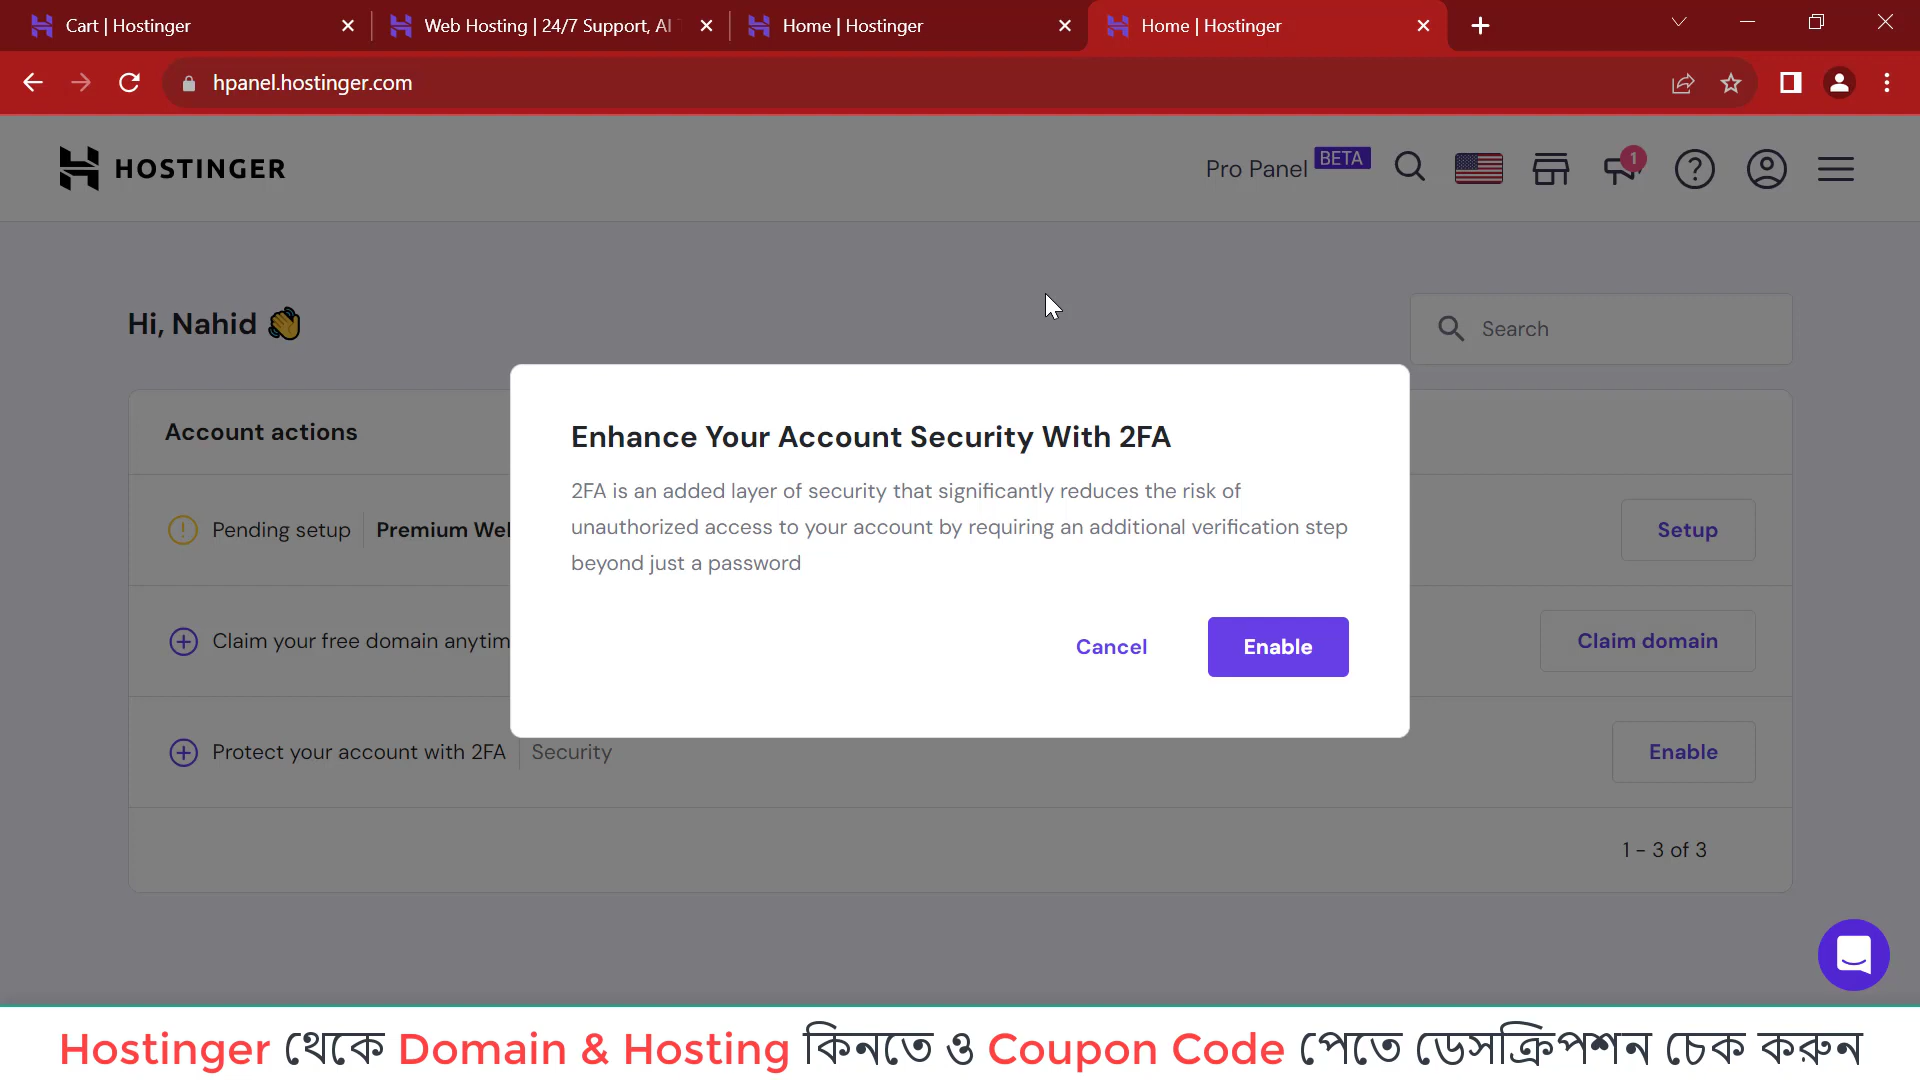 Cart | Hostinger
Web Hosting | 24/7 Support, AI
Home | Hostinger
Home | Hostinger
hpanel.hostinger.com
HOSTINGER
Pro Panel BETA
1
Hi, Nahid
Search
Account actions
Enhance Your Account Security With 2FA
2FA is an added layer of security that significantly reduces the risk of
unauthorized access to your account by requiring an additional verification step
beyond just a password
Pending setup Premium Wel
Setup
Claim your free domain anytim
Cancel
Enable
Claim domain
Protect your account with 2FA Security
Enable
1 - 3 of 3
Hostinger থেকে Domain & Hosting কিনতে ও Coupon Code পেতে ডেসক্রিপশন চেক করুন